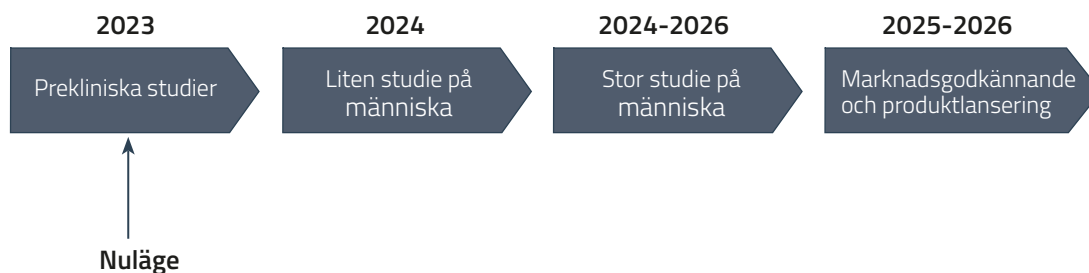 2023
Prekliniska studier
2024
Liten studie på
människa
2024-2026
Stor studie på
människa
2025-2026
Marknadsgodkännande
och produktlansering
Nuläge